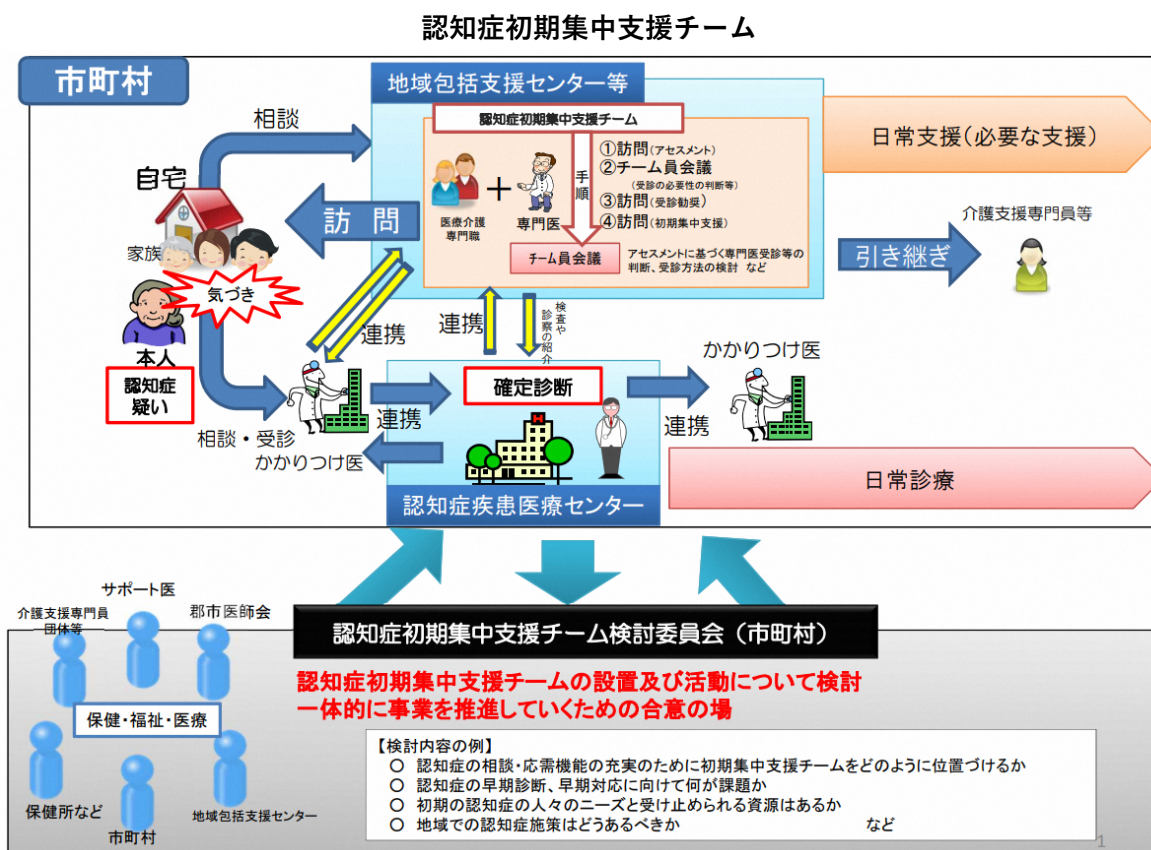 認知症初期集中支援チーム
市町村
地域包括支援センター等
認知症初期集中支援チーム
相談
自宅
家族
気づき
本人
認知症
疑い
訪 問
医療介護
専門職
専門医
手順
①訪問(アセスメント)
②チーム員会議
(受診の必要性の判断等)
③訪問(受診勧奨)
④訪問(初期集中支援)
チーム員会議
アセスメントに基づく専門医受診等の
判断、受診方法の検討 など
日常支援(必要な支援)
介護支援専門員等
引き継ぎ
連携
連携
検査や
診察の紹介
相談・受診
かかりつけ医
連携
確定診断
認知症疾患医療センター
連携
かかりつけ医
日常診療
サポート医
介護支援専門員
団体等
郡市医師会
保健・福祉・医療
保健所など
市町村
地域包括支援センター
認知症初期集中支援チーム検討委員会（市町村）
認知症初期集中支援チームの設置及び活動について検討
一体的に事業を推進していくための合意の場
【検討内容の例】
○ 認知症の相談・応需機能の充実のために初期集中支援チームをどのように位置づけるか
○ 認知症の早期診断、早期対応に向けて何が課題か
○ 初期の認知症の人々のニーズと受け止められる資源はあるか
○ 地域での認知症施策はどうあるべきか など
1